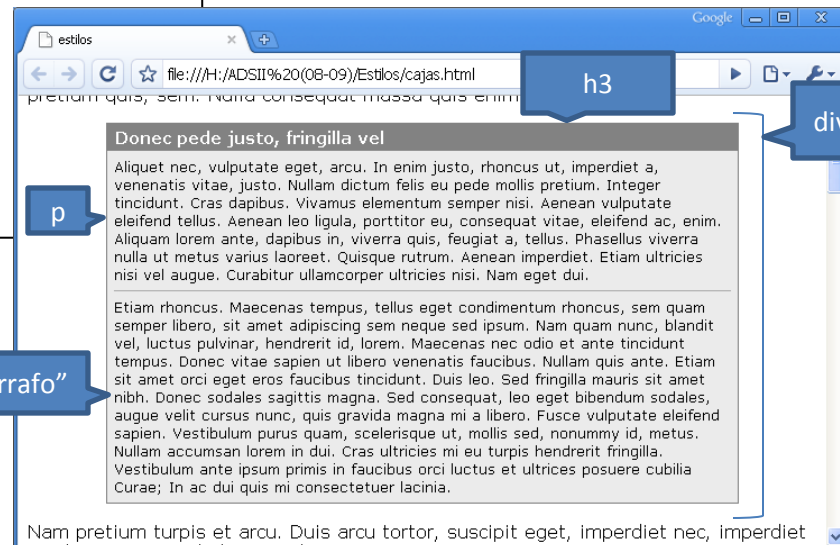 Google
estilos
file:///H:/ADSII%20(08-09)/Estilos/cajas.html
pretium quis, sem. Nulla consequat massa quis enim
h3
div
Donec pede justo, fringilla vel
Aliquet nec, vulputate eget, arcu. In enim justo, rhoncus ut, imperdiet a,
venenatis vitae, justo. Nullam dictum felis eu pede mollis pretium. Integer
tincidunt. Cras dapibus. Vivamus elementum semper nisi. Aenean vulputate
eleifend tellus. Aenean leo ligula, porttitor eu, consequat vitae, eleifend ac, enim.
Aliquam lorem ante, dapibus in, viverra quis, feugiat a, tellus. Phasellus viverra
nulla ut metus varius laoreet. Quisque rutrum. Aenean imperdiet. Etiam ultricies
nisi vel augue. Curabitur ullamcorper ultricies nisi. Nam eget dui.
p
Etiam rhoncus. Maecenas tempus, tellus eget condimentum rhoncus, sem quam
semper libero, sit amet adipiscing sem neque sed ipsum. Nam quam nunc, blandit
vel, luctus pulvinar, hendrerit id, lorem. Maecenas nec odio et ante tincidunt
tempus. Donec vitae sapien ut libero venenatis faucibus. Nullam quis ante. Etiam
sit amet orci eget eros faucibus tincidunt. Duis leo. Sed fringilla mauris sit amet
nibh. Donec sodales sagittis magna. Sed consequat, leo eget bibendum sodales,
augue velit cursus nunc, quis gravida magna mi a libero. Fusce vulputate eleifend
sapien. Vestibulum purus quam, scelerisque ut, mollis sed, nonummy id, metus.
Nullam accumsan lorem in dui. Cras ultricies mi eu turpis hendrerit fringilla.
Vestibulum ante ipsum primis in faucibus orci luctus et ultrices posuere cubilia
Curae; In ac dui quis mi consectetuer lacinia.
rrafo”
Nam pretium turpis et arcu. Duis arcu tortor, suscipit eget, imperdiet nec, imperdiet